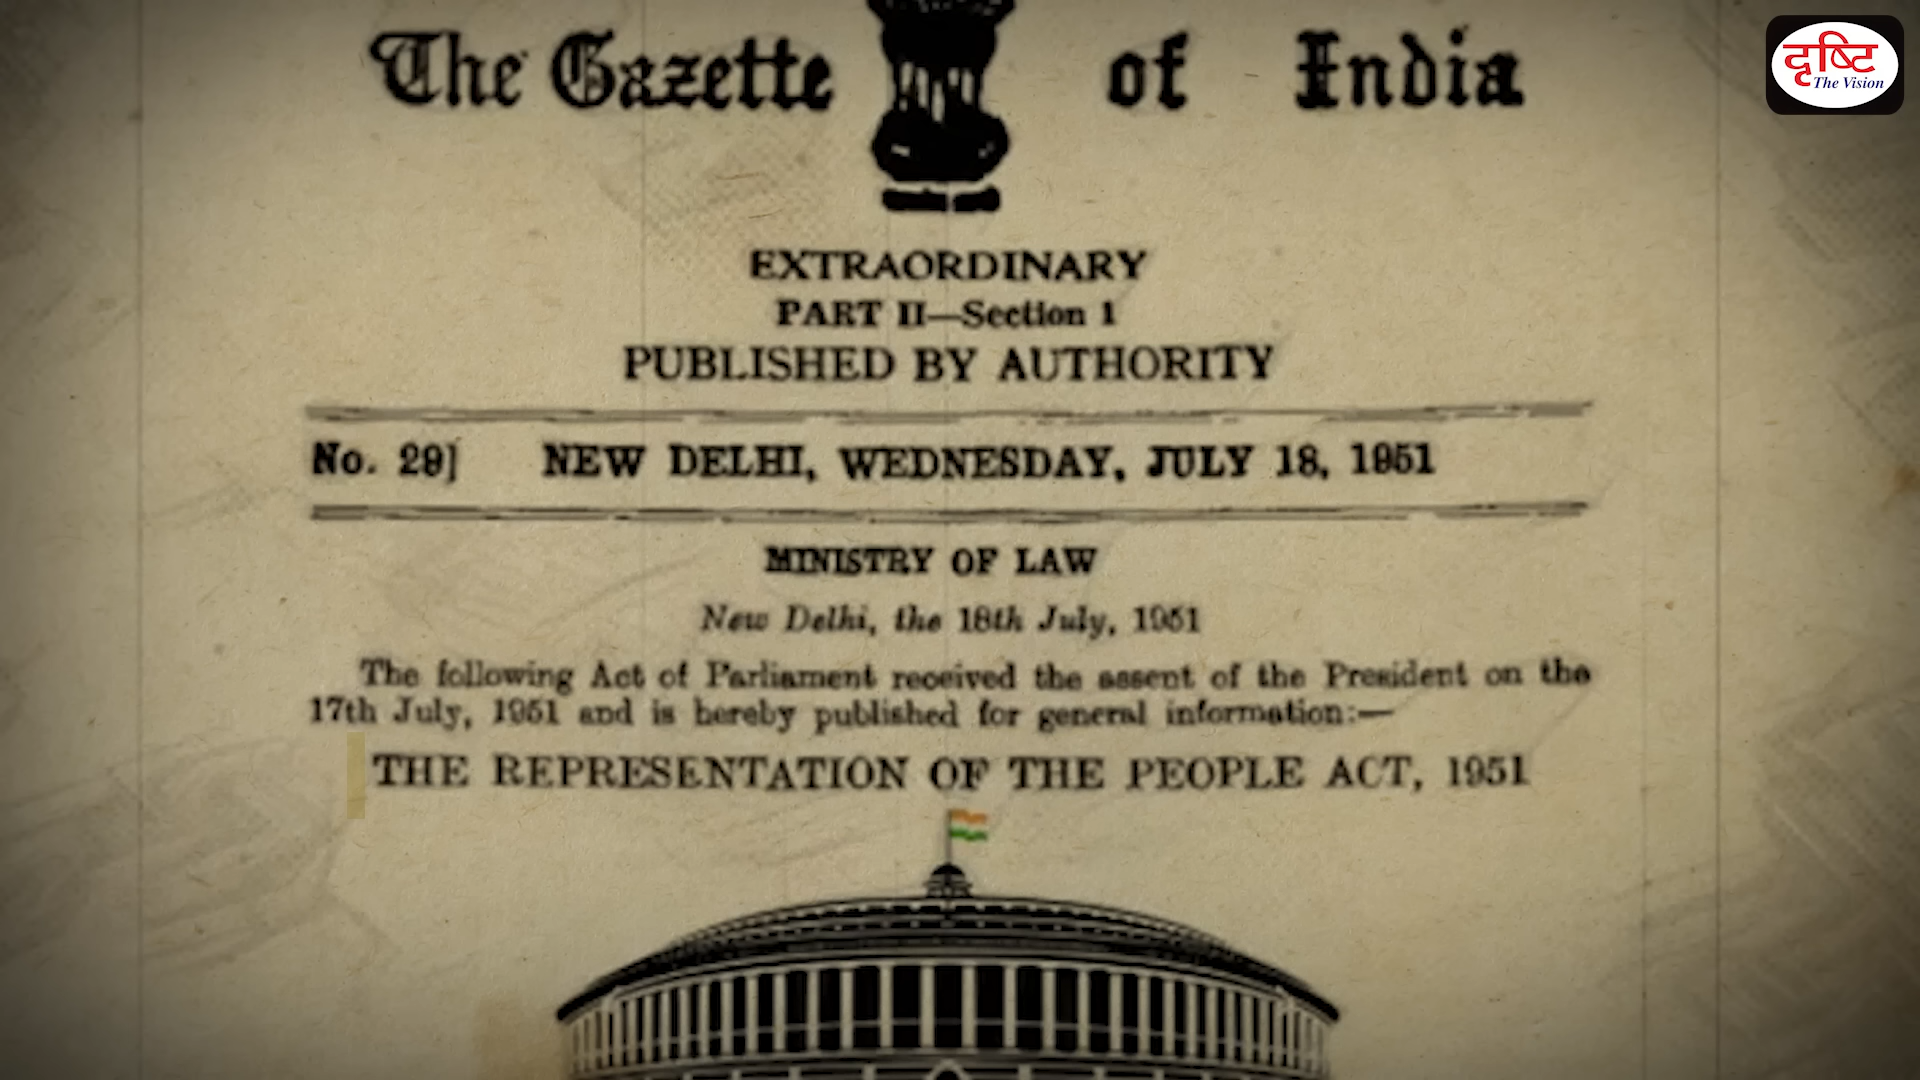 The Gazette of India
दृष्टि
The Vision
EXTRAORDINARY
PART II—Section 1
PUBLISHED BY AUTHORITY
No. 29] NEW DELHI, WEDNESDAY, JULY 18, 1951
MINISTRY OF LAW
New Delhi, the 18th July, 1951
The following Act of Parliament received the assent of the President on the
17th July, 1951 and is hereby published for general information:—
THE REPRESENTATION OF THE PEOPLE ACT, 1951